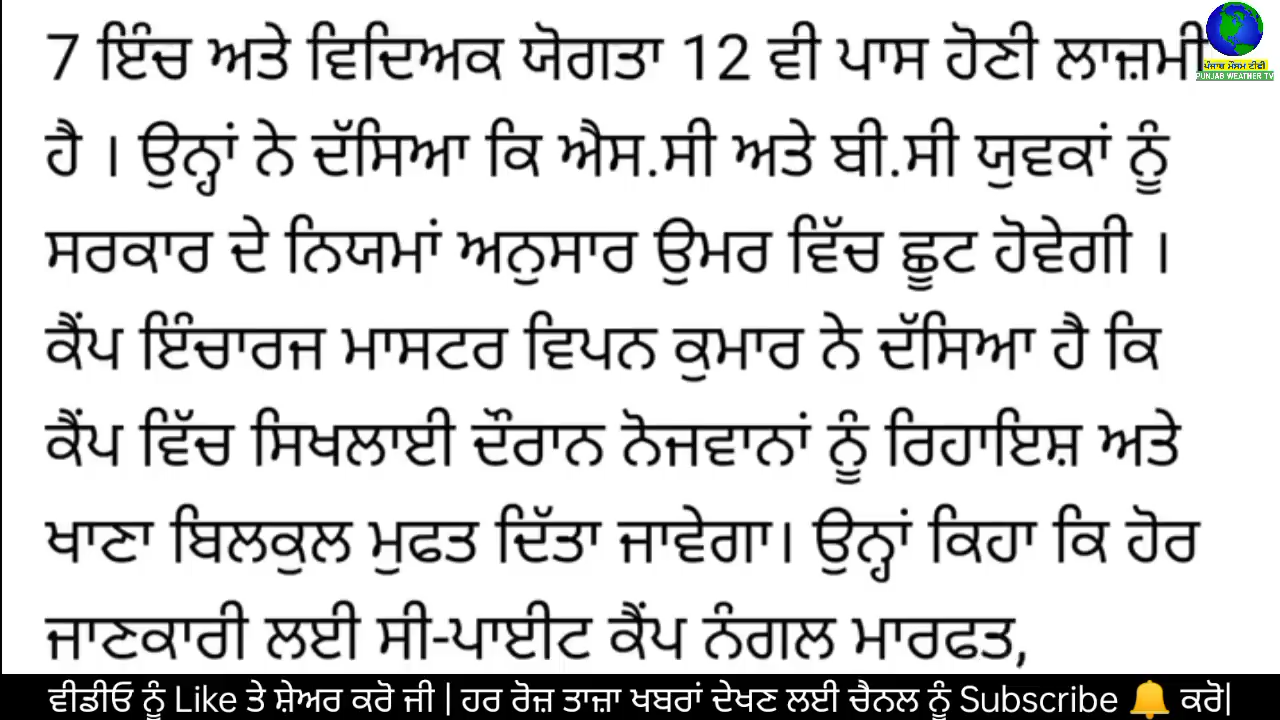 7 ਇੰਚ ਅਤੇ ਵਿਦਿਅਕ ਯੋਗਤਾ 12 ਵੀ ਪਾਸ ਹੋਣੀ ਲਾਜ਼ਮੀ
ਹੈ । ਉਨ੍ਹਾਂ ਨੇ ਦੱਸਿਆ ਕਿ ਐਸ.ਸੀ ਅਤੇ ਬੀ.ਸੀ ਯੁਵਕਾਂ ਨੂੰ
ਸਰਕਾਰ ਦੇ ਨਿਯਮਾਂ ਅਨੁਸਾਰ ਉਮਰ ਵਿੱਚ ਛੂਟ ਹੋਵੇਗੀ ।
ਕੈਂਪ ਇੰਚਾਰਜ ਮਾਸਟਰ ਵਿਪਨ ਕੁਮਾਰ ਨੇ ਦੱਸਿਆ ਹੈ ਕਿ
ਕੈਂਪ ਵਿੱਚ ਸਿਖਲਾਈ ਦੌਰਾਨ ਨੋਜਵਾਨਾਂ ਨੂੰ ਰਿਹਾਇਸ਼ ਅਤੇ
ਖਾਣਾ ਬਿਲਕੁਲ ਮੁਫਤ ਦਿੱਤਾ ਜਾਵੇਗਾ। ਉਨ੍ਹਾਂ ਕਿਹਾ ਕਿ ਹੋਰ
ਜਾਣਕਾਰੀ ਲਈ ਸੀ-ਪਾਈਟ ਕੈਂਪ ਨੰਗਲ ਮਾਰਫਤ,
ਪੰਜਾਬ ਮੌਸਮ ਟੀਵੀ
PUNJAB WEATHER TV
ਵੀਡੀਓ ਨੂੰ Like ਤੇ ਸ਼ੇਅਰ ਕਰੋ ਜੀ | ਹਰ ਰੋਜ਼ ਤਾਜ਼ਾ ਖਬਰਾਂ ਦੇਖਣ ਲਈ ਚੈਨਲ ਨੂੰ Subscribe 🔔 ਕਰੋ|